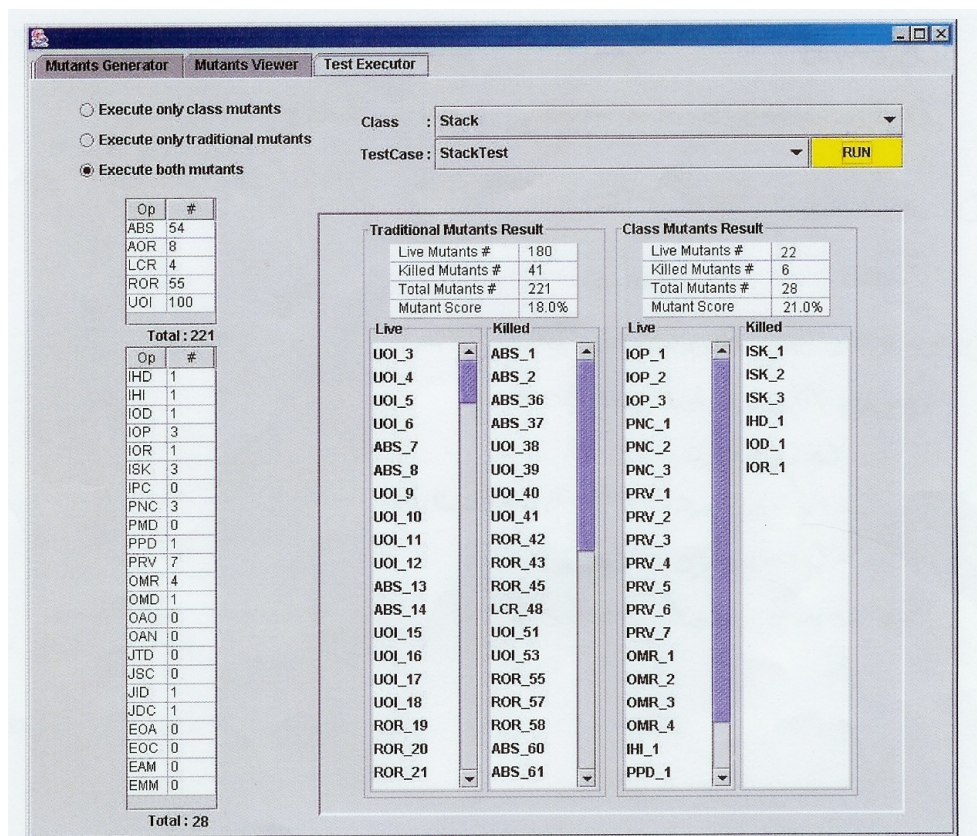 Mutants Generator Mutants Viewer Test Executor
Execute only class mutants
Execute only traditional mutants
Execute both mutants
Class : Stack
TestCase : StackTest RUN
Op #
ABS 54
AOR 8
LCR 4
ROR 55
UOI 100
Total : 221
Op #
IHD 1
IHI 1
IOD 1
IOP 3
IOR 1
ISK 3
IPC 0
PNC 3
PMD 0
PPD 1
PRV 7
OMR 4
OMD 1
OAO 0
OAN 0
JTD 0
JSC 0
JID 1
JDC 1
EOA 0
EOC 0
EAM 0
EMM 0
Total : 28
Traditional Mutants Result
Live Mutants # 180
Killed Mutants # 41
Total Mutants # 221
Mutant Score 18.0%
Live
UOI_3
UOI_4
UOI_5
UOI_6
ABS_7
ABS_8
UOI_9
UOI_10
UOI_11
UOI_12
ABS_13
ABS_14
UOI_15
UOI_16
UOI_17
UOI_18
ROR_19
ROR_20
ROR_21
Killed
ABS_1
ABS_2
ABS_36
ABS_37
UOI_38
UOI_39
UOI_40
UOI_41
ROR_42
ROR_43
ROR_45
LCR_48
UOI_51
UOI_53
ROR_55
ROR_57
ROR_58
ABS_60
ABS_61
Class Mutants Result
Live Mutants # 22
Killed Mutants # 6
Total Mutants # 28
Mutant Score 21.0%
Live
IOP_1
IOP_2
IOP_3
PNC_1
PNC_2
PNC_3
PRV_1
PRV_2
PRV_3
PRV_4
PRV_5
PRV_6
PRV_7
OMR_1
OMR_2
OMR_3
OMR_4
IHI_1
PPD_1
Killed
ISK_1
ISK_2
ISK_3
IHD_1
IOD_1
IOR_1